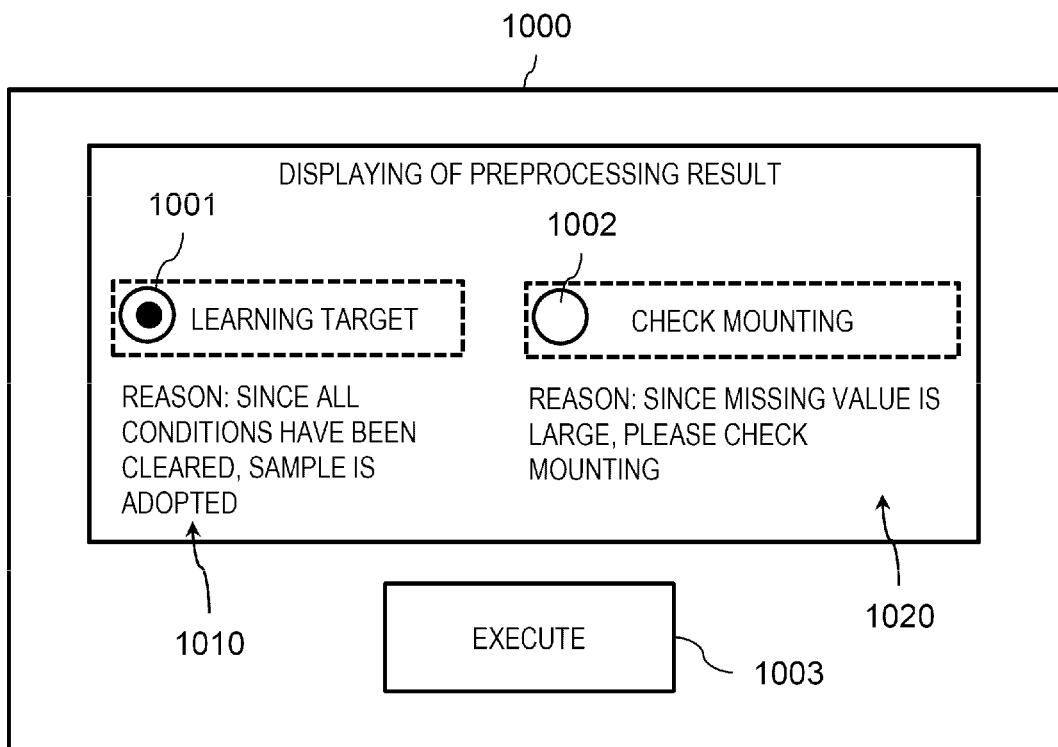 1000
DISPLAYING OF PREPROCESSING RESULT
1001
1002
LEARNING TARGET
CHECK MOUNTING
REASON: SINCE ALL
CONDITIONS HAVE BEEN
CLEARED, SAMPLE IS
ADOPTED
REASON: SINCE MISSING VALUE IS
LARGE, PLEASE CHECK
MOUNTING
1010
1020
EXECUTE
1003